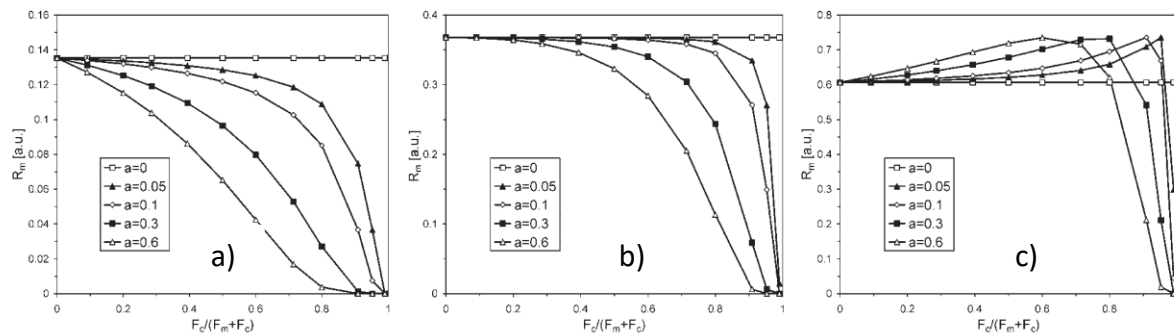 0.16
0.14
0.12
0.1
0.08
0.06
0.04
0.02
0
R_m [a.u.]
a=0
a=0.05
a=0.1
a=0.3
a=0.6
a)
0 0.2 0.4 0.6 0.8 1
F_c/(F_m+F_c)
0.4
0.3
0.2
0.1
0
R_m [a.u.]
a=0
a=0.05
a=0.1
a=0.3
a=0.6
b)
0 0.2 0.4 0.6 0.8 1
F_c/(F_m+F_c)
0.8
0.7
0.6
0.5
0.4
0.3
0.2
0.1
0
R_m [a.u.]
a=0
a=0.05
a=0.1
a=0.3
a=0.6
c)
0 0.2 0.4 0.6 0.8
F_c/(F_m+F_c)